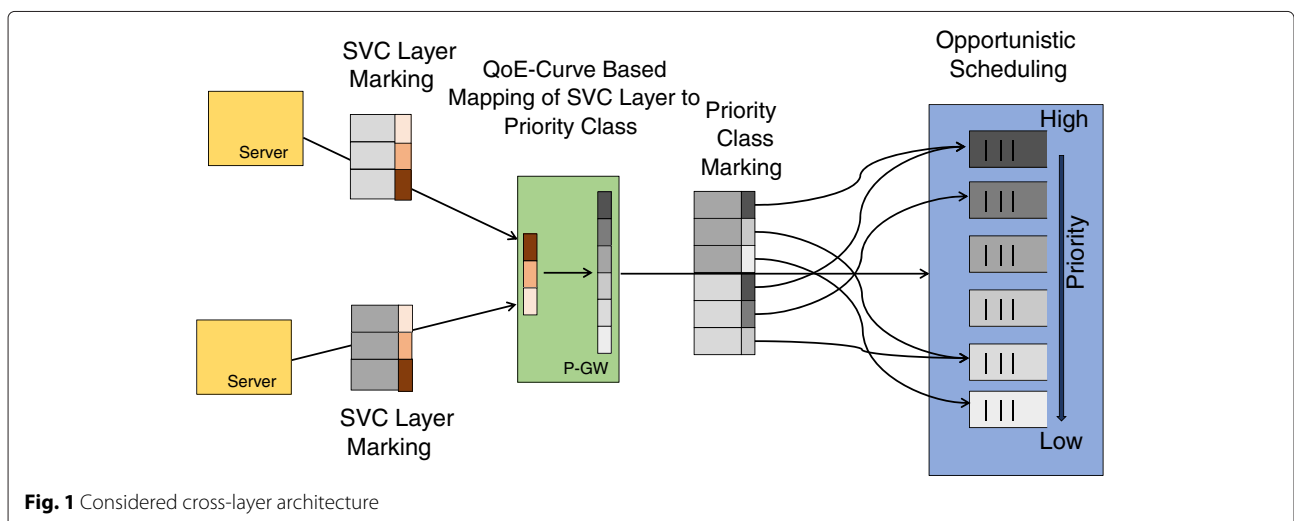 SVC Layer
Marking
Server
QoE-Curve Based
Mapping of SVC Layer to
Priority Class
P-GW
Priority
Class
Marking
Opportunistic
Scheduling
High
Priority
Low
Server
SVC Layer
Marking
Fig. 1 Considered cross-layer architecture